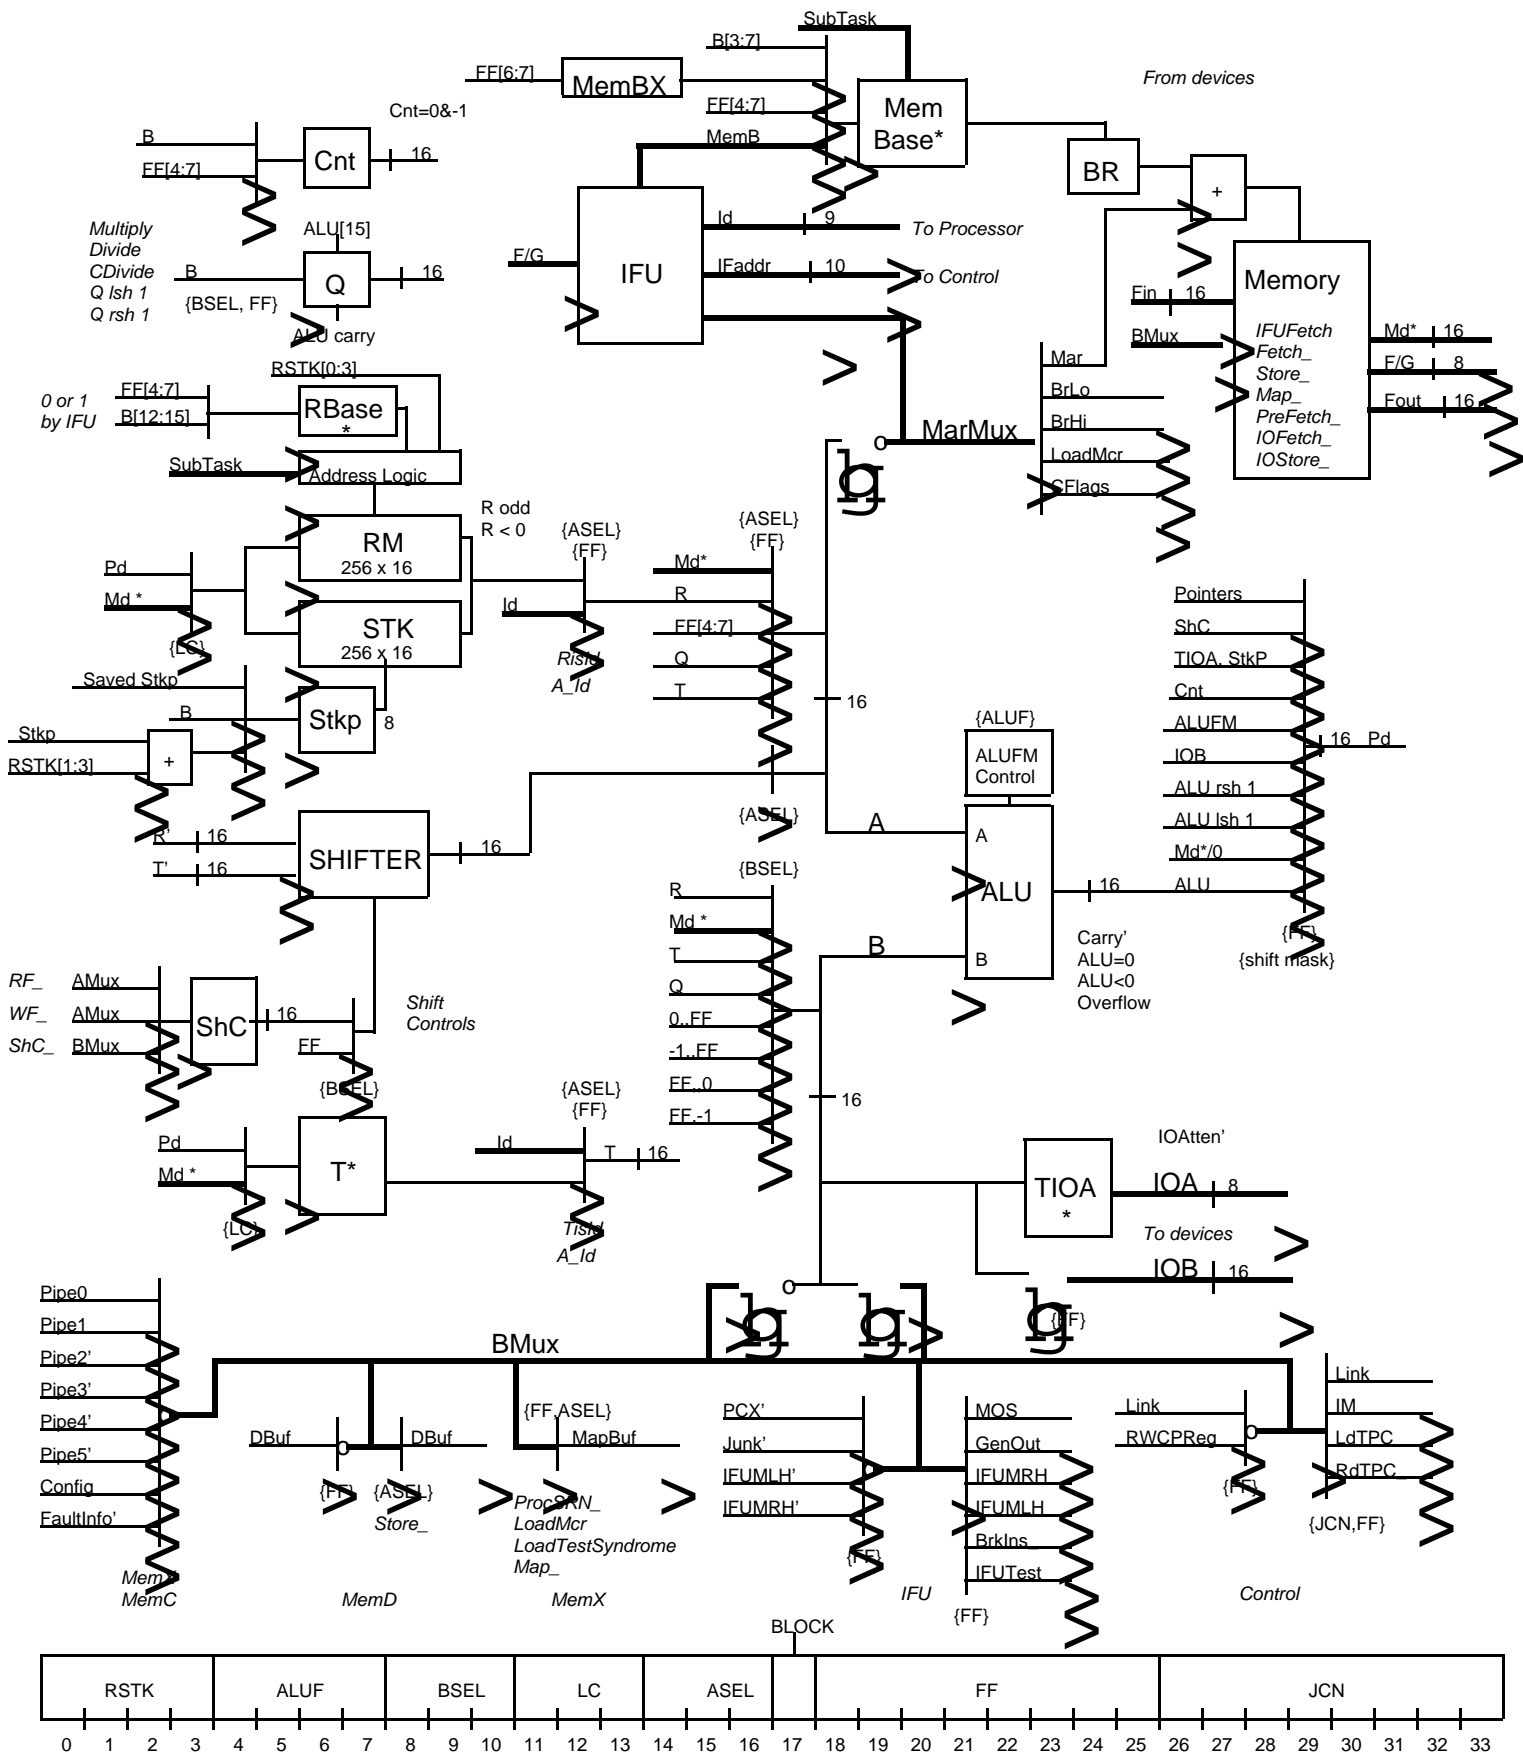 SubTask
B[3:7]
FF[6:7]
MemBX
From devices
Cnt=0&-1
FF[4:7]
Mem
Base*
B
MemB
Cnt
16
FF[4:7]
BR
+
Multiply
Divide
CDivide
Q lsh 1
Q rsh 1
ALU[15]
B
Q
16
{BSEL, FF}
ALU carry
F/G
IFU
Id
9
To Processor
IFaddr
10
To Control
Fin
16
BMux
Memory
IFUFetch
Fetch_
Store_
Map_
PreFetch_
IOFetch_
IOStore_
Md*
16
F/G
8
Fout
16
RSTK[0:3]
0 or 1
by IFU
FF[4:7]
B[12:15]
RBase
*
SubTask
Address Logic
o
MarMux
Mar
BrLo
BrHi
LoadMcr
CFlags
lg
R odd
R < 0
RM
256 x 16
Pd
Md *
{LC}
STK
256 x 16
{ASEL}
{FF}
Id
RisId
A_Id
{ASEL}
{FF}
Md*
R
FF[4:7]
Q
T
16
{ASEL}
Saved Stkp
B
Stkp
8
Stkp
RSTK[1:3]
+
R'
16
T'
16
SHIFTER
16
{ALUF}
ALUFM
Control
A
A
ALU
B
B
16
Carry'
ALU=0
ALU<0
Overflow
Pointers
ShC
TIOA, StkP
Cnt
ALUFM
IOB
ALU rsh 1
ALU lsh 1
Md*/0
ALU
16
Pd
{FF}
{shift mask}
{BSEL}
R
Md *
T
Q
0,,FF
-1,,FF
FF,,0
FF,-1
16
RF_
AMux
WF_
AMux
ShC_
BMux
ShC
16
FF
{BSEL}
Shift
Controls
Pd
Md *
{LC}
T*
{ASEL}
{FF}
Id
T
16
TisId
A_Id
TIOA
*
IOAtten'
IOA
8
To devices
IOB
16
o
lg
lg
lg
{FF}
BMux
Pipe0
Pipe1
Pipe2'
Pipe3'
Pipe4'
Pipe5'
Config
FaultInfo'
o
MemX
MemC
DBuf
o
DBuf
{FF}
{ASEL}
Store_
MemD
{FF,ASEL}
MapBuf
ProcSRN_
LoadMcr
LoadTestSyndrome
Map_
MemX
PCX'
Junk'
IFUMLH'
IFUMRH'
o
{FF}
MOS
GenOut
IFUMRH
IFUMLH
BrkIns_
IFUTest
{FF}
IFU
Link
RWCPReg
o
{FF}
Link
IM
LdTPC
RdTPC_
{JCN,FF}
Control
BLOCK
RSTK ALUF BSEL LC ASEL FF JCN
0 1 2 3 4 5 6 7 8 9 10 11 12 13 14 15 16 17 18 19 20 21 22 23 24 25 26 27 28 29 30 31 32 33